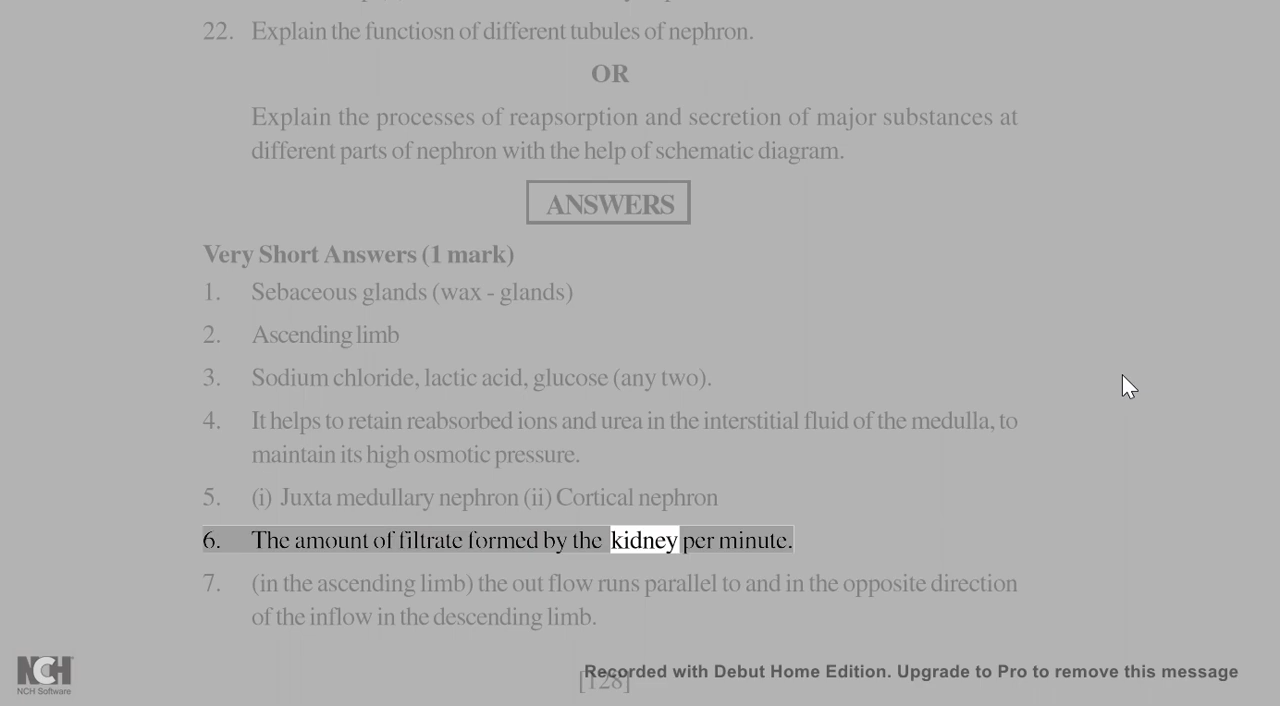 22. Explain the functiosn of different tubules of nephron.
OR
Explain the processes of reapsorption and secretion of major substances at
different parts of nephron with the help of schematic diagram.
ANSWERS
Very Short Answers (1 mark)
1. Sebaceous glands (wax - glands)
2. Ascending limb
3. Sodium chloride, lactic acid, glucose (any two).
4. It helps to retain reabsorbed ions and urea in the interstitial fluid of the medulla, to
maintain its high osmotic pressure.
5. (i) Juxta medullary nephron (ii) Cortical nephron
6. The amount of filtrate formed by the kidney per minute.
7. (in the ascending limb) the out flow runs parallel to and in the opposite direction
of the inflow in the descending limb.
NCH
NCH Software
Recorded with Debut Home Edition. Upgrade to Pro to remove this message
[128]